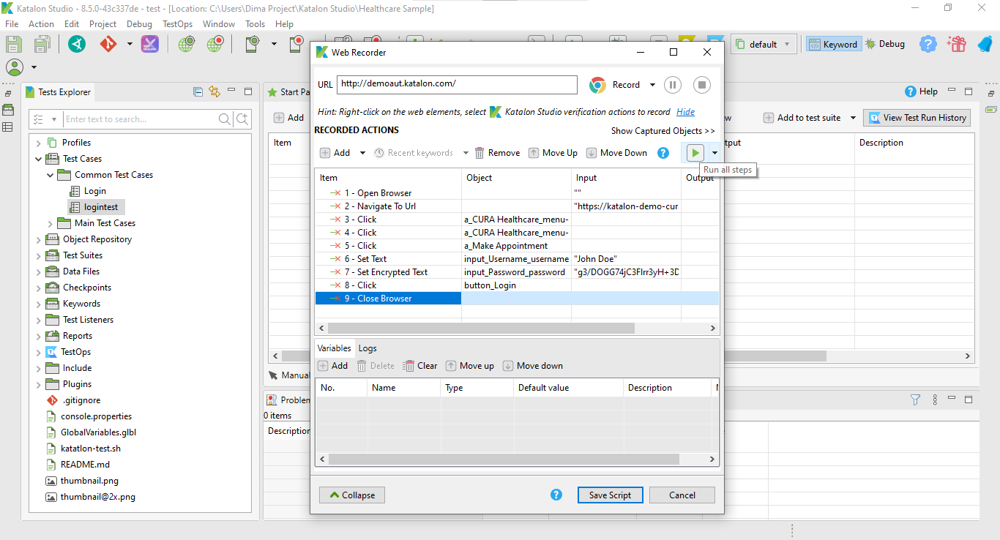 Katalon Studio - 8.5.0-43c337de - test - [Location: C:\Users\Dima Project\Katalon Studio\Healthcare Sample]
File Action Edit Project Debug TestOps Window Tools Help
default Keyword Debug
Web Recorder
URL http://demoaut.katalon.com/ Record
Hint: Right-click on the web elements, select Katalon Studio verification actions to record Hide
RECORDED ACTIONS
Show Captured Objects >>
Add Recent keywords Remove Move Up Move Down
Run all steps
Item Object Input Output
1 - Open Browser ""
2 - Navigate To Url "https://katalon-demo-cur
3 - Click a_CURA Healthcare_menu-
4 - Click a_CURA Healthcare_menu-
5 - Click a_Make Appointment
6 - Set Text input_Username_username "John Doe"
7 - Set Encrypted Text input_Password_password "g3/DOGG74jC3FIrr3yH+3D
8 - Click button_Login
9 - Close Browser
Variables Logs
Add Delete Clear Move up Move down
No. Name Type Default value Description
Collapse Save Script Cancel
Tests Explorer
Enter text to search...
Profiles
Test Cases
Common Test Cases
Login
logintest
Main Test Cases
Object Repository
Test Suites
Data Files
Checkpoints
Keywords
Test Listeners
Reports
TestOps
Include
Plugins
.gitignore
console.properties
GlobalVariables.glbl
katatlon-test.sh
README.md
thumbnail.png
thumbnail@2x.png
Start Pa
Help
Add
ew Add to test suite View Test Run History
Item
tput Description
Manua
Problem
0 items
Description